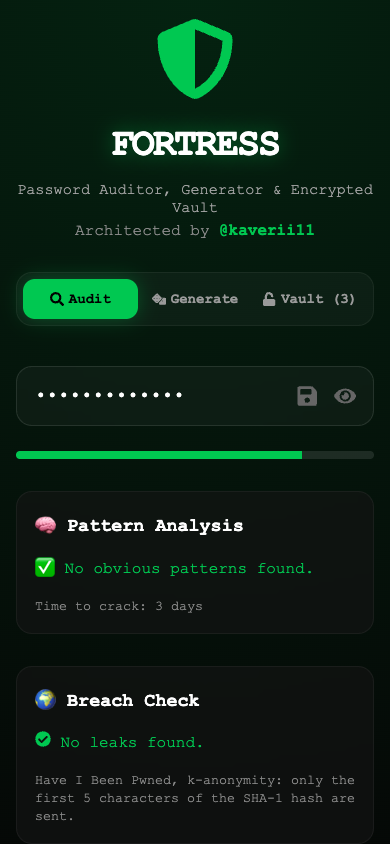 FORTRESS
Password Auditor, Generator & Encrypted
Vault
Architected by @kaverii11
Audit
Generate
Vault (3)
Pattern Analysis
No obvious patterns found.
Time to crack: 3 days
Breach Check
No leaks found.
Have I Been Pwned, k-anonymity: only the
first 5 characters of the SHA-1 hash are
sent.